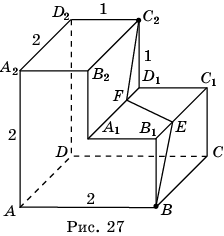 D₂ 1 C₂
2
A₂ B₂ 1
D₁ C₁
F
A₁ B₁ E
2
D C
A 2 B
Рис. 27